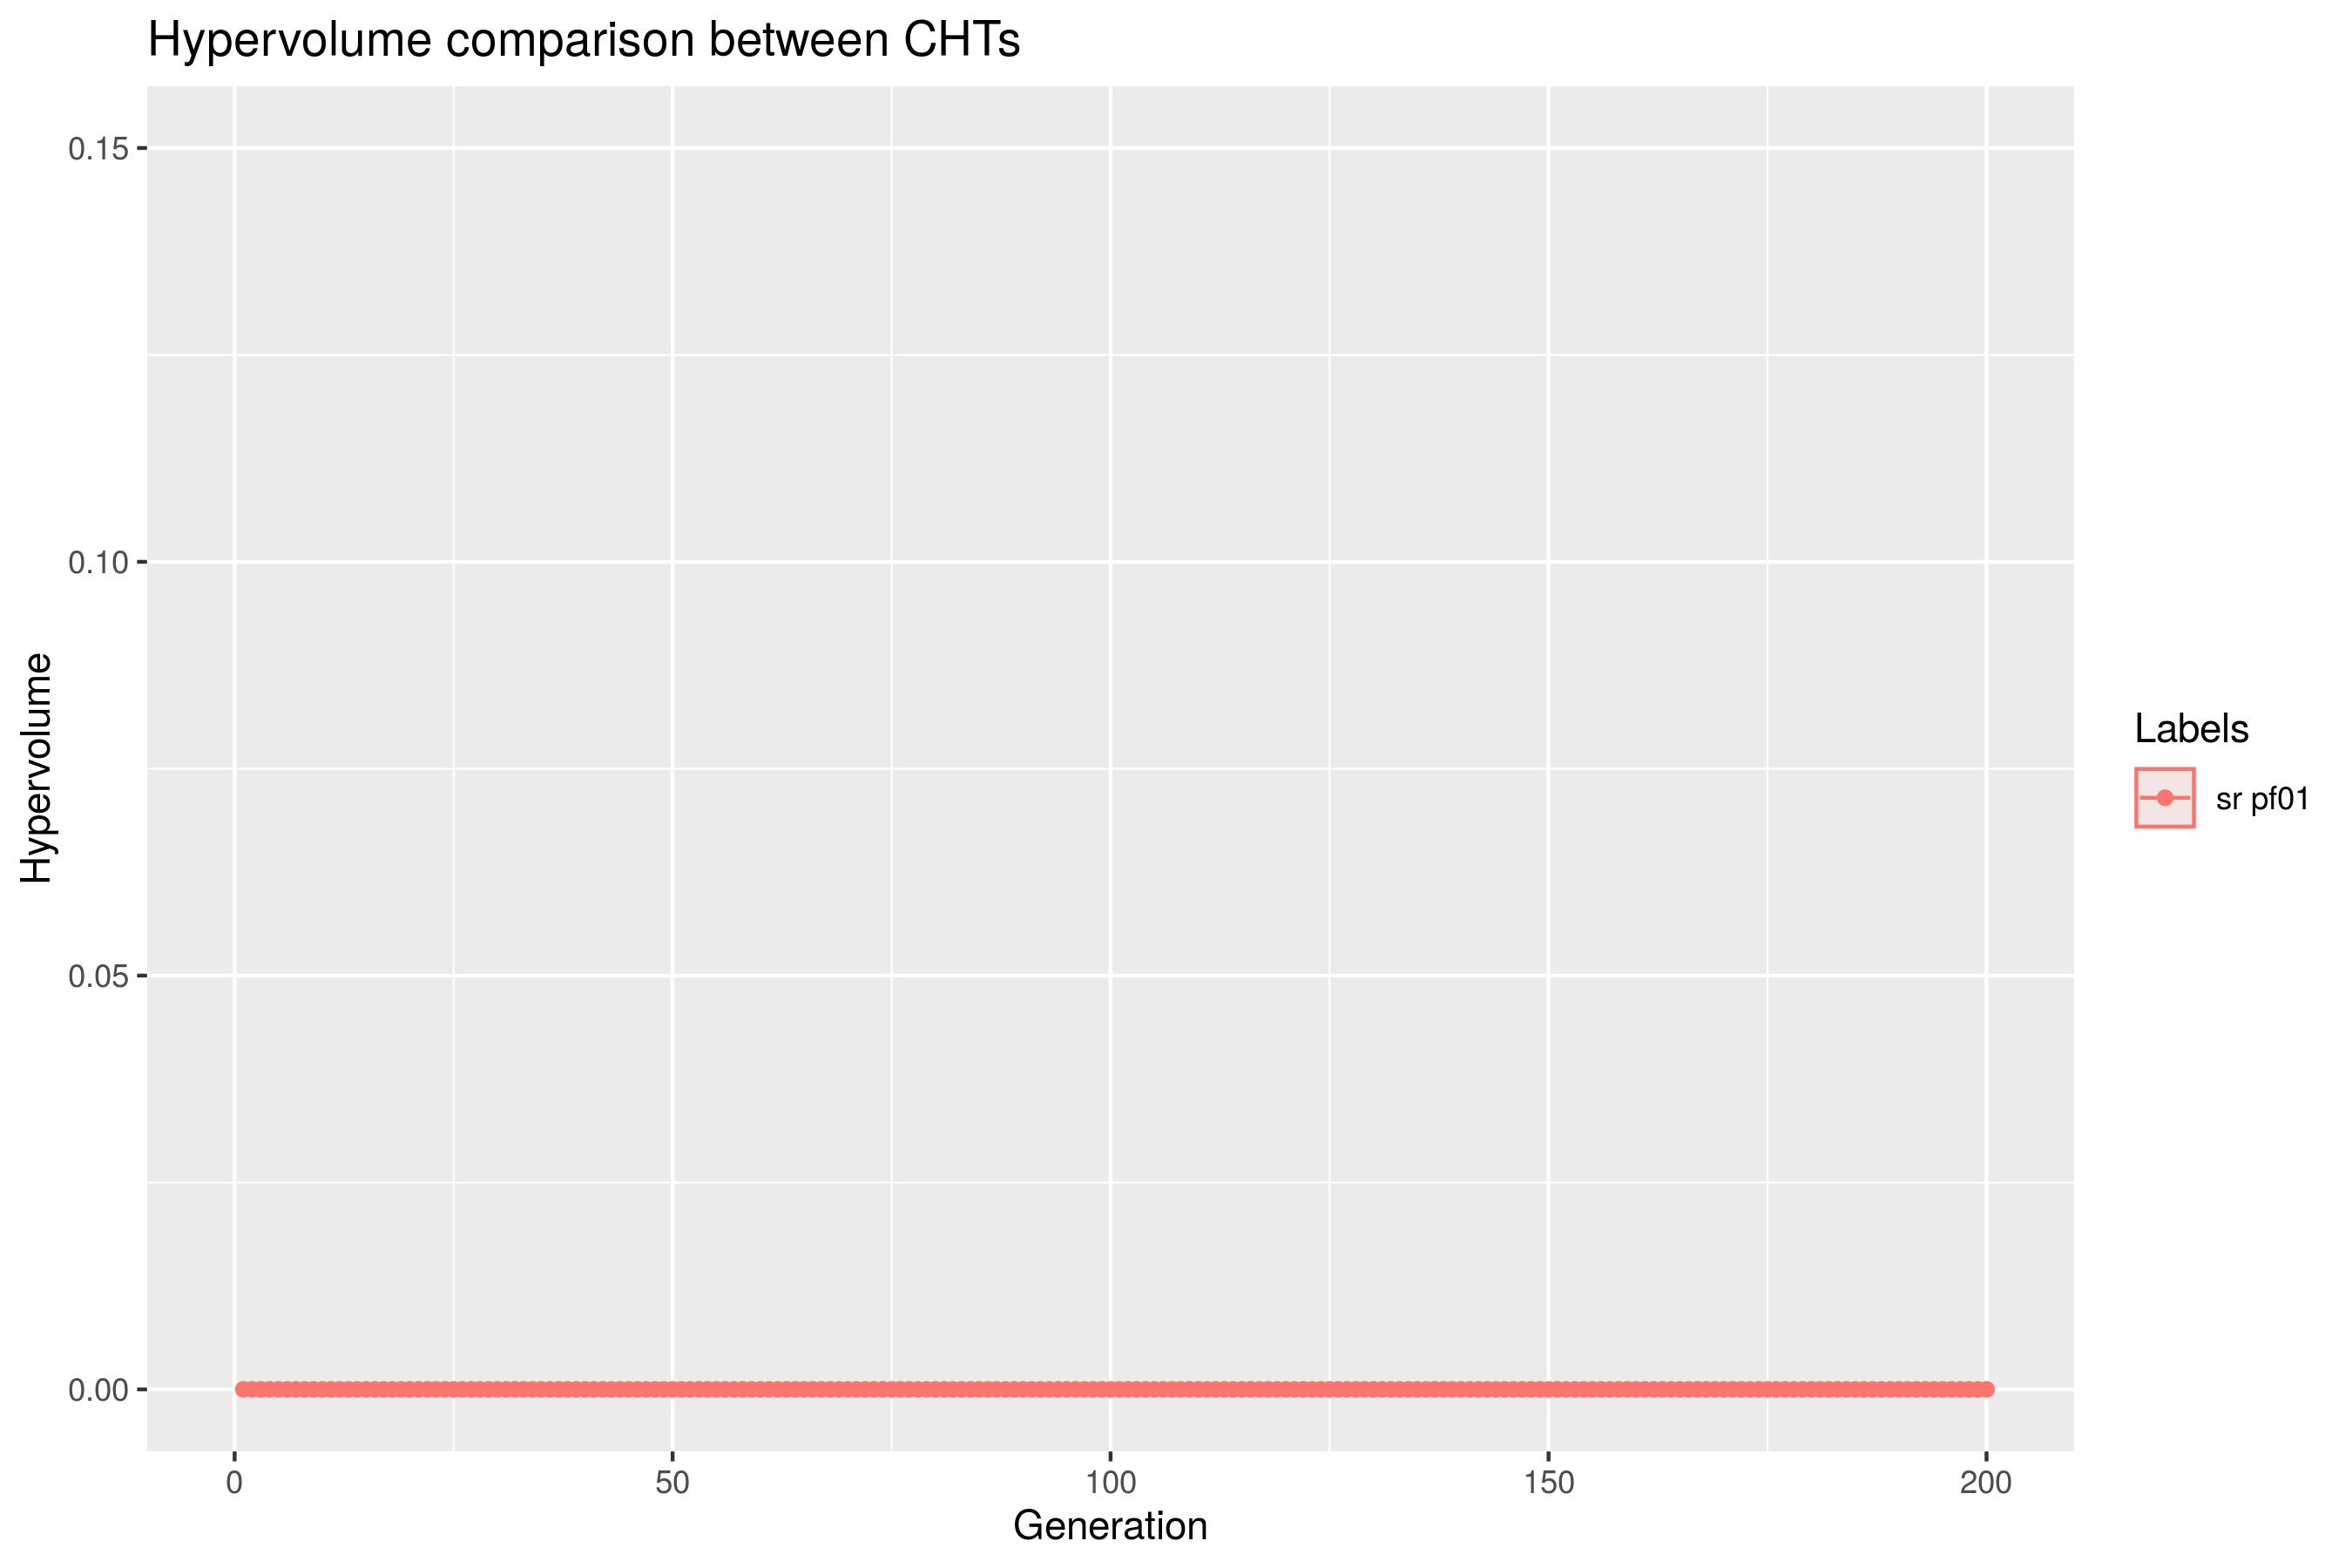 Hypervolume comparison between CHTs
Hypervolume
0.15
0.10
0.05
0.00
0 50 100 150 200
Generation
Labels
sr pf01